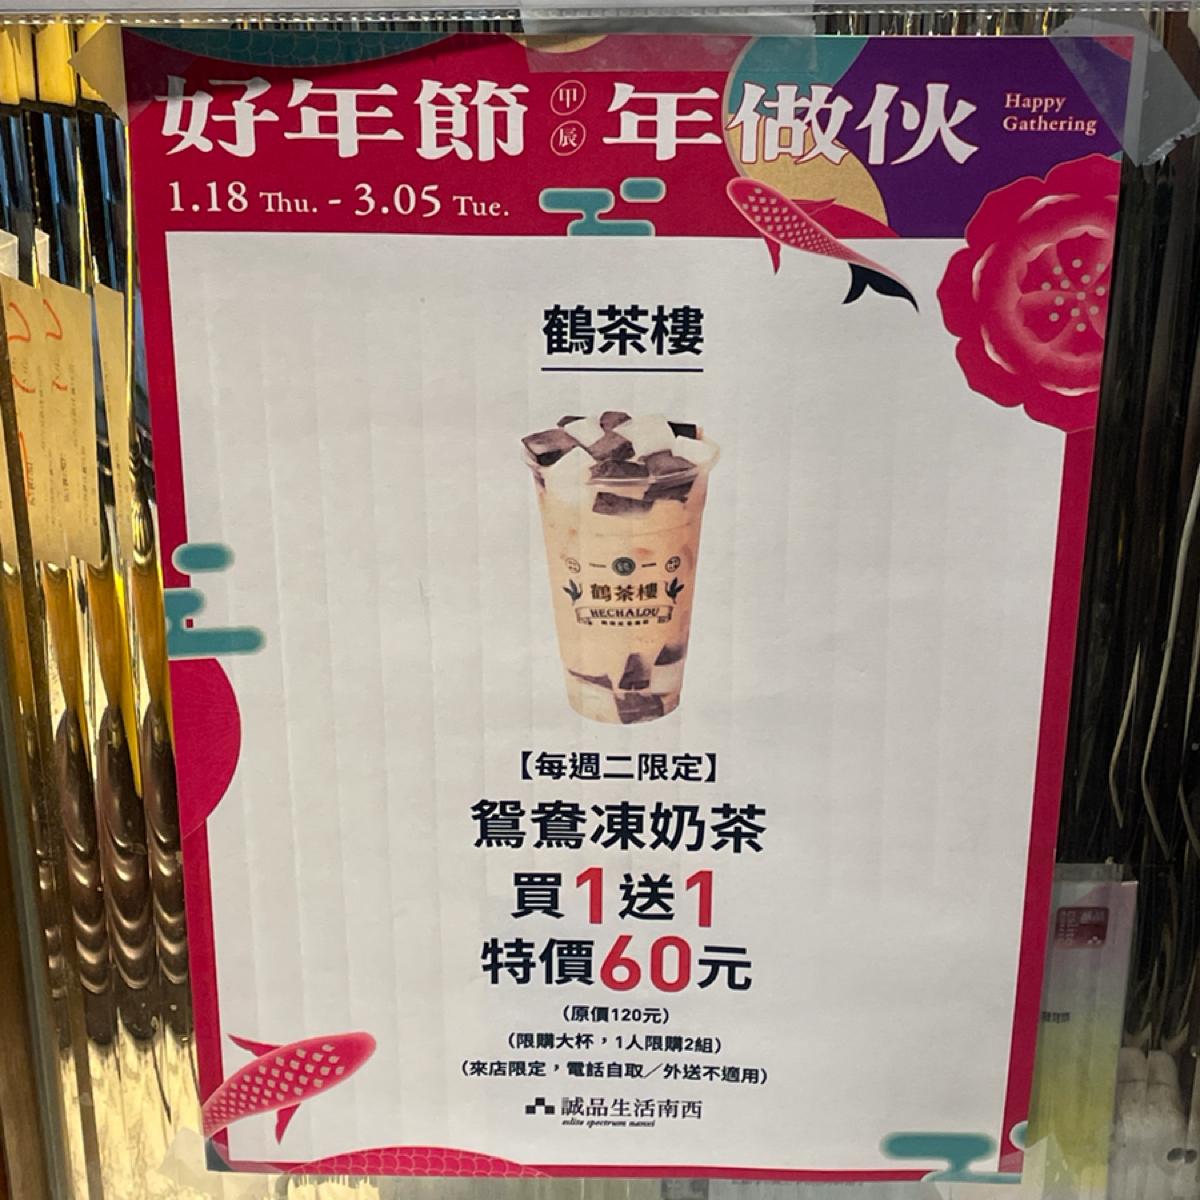 好年節 甲辰 年做伙 Happy Gathering
1.18 Thu. - 3.05 Tue.
鶴茶樓
鶴茶樓
HECHALOU
【每週二限定】
鴛鴦凍奶茶
買1送1
特價60元
(原價120元)
(限購大杯，1人限購2組)
(來店限定，電話自取／外送不適用)
誠品生活南西
eslite spectrum nanxi